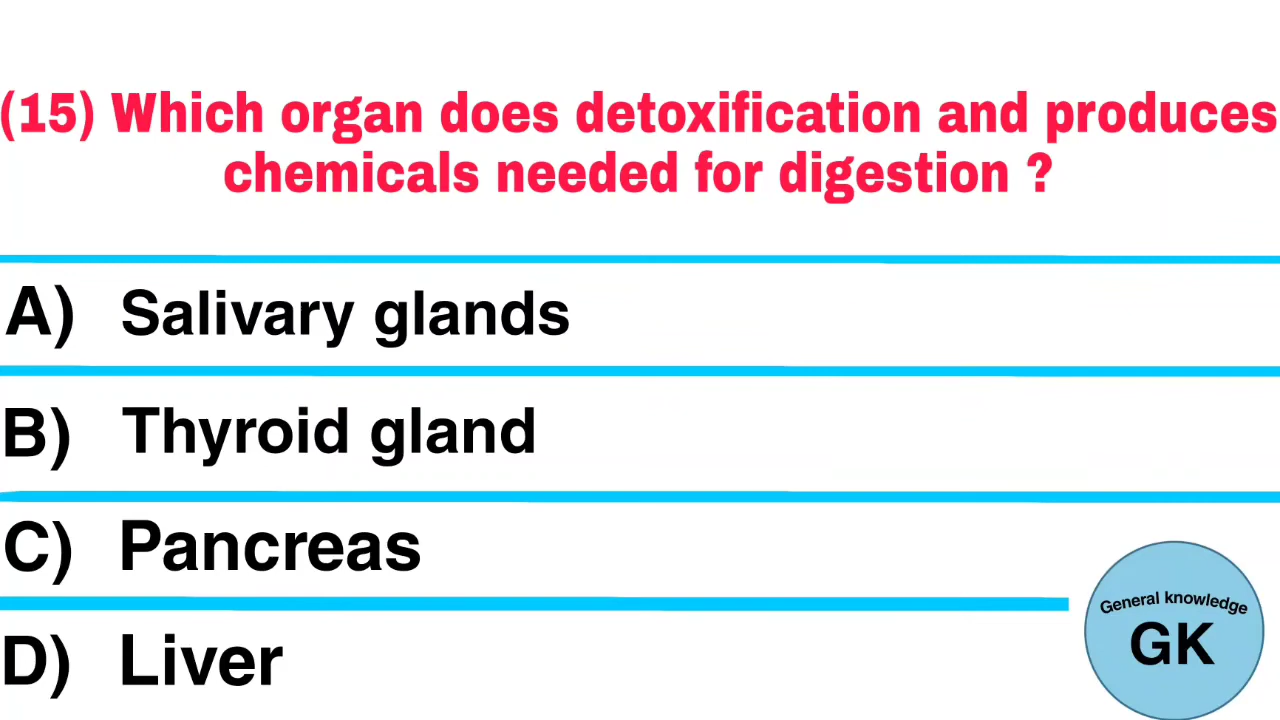 (15) Which organ does detoxification and produces
chemicals needed for digestion ?
A) Salivary glands
B) Thyroid gland
C) Pancreas
D) Liver
General knowledge
GK